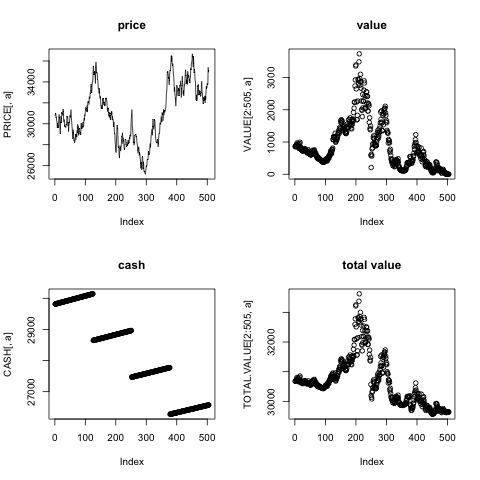 price
PRICE[, a]
26000 30000 34000
0 100 200 300 400 500
Index
value
VALUE[2:505, a]
0 1000 2000 3000
0 100 200 300 400 500
Index
cash
CASH[, a]
27000 29000
0 100 200 300 400 500
Index
total value
TOTAL.VALUE[2:505, a]
30000 32000
0 100 200 300 400 500
Index